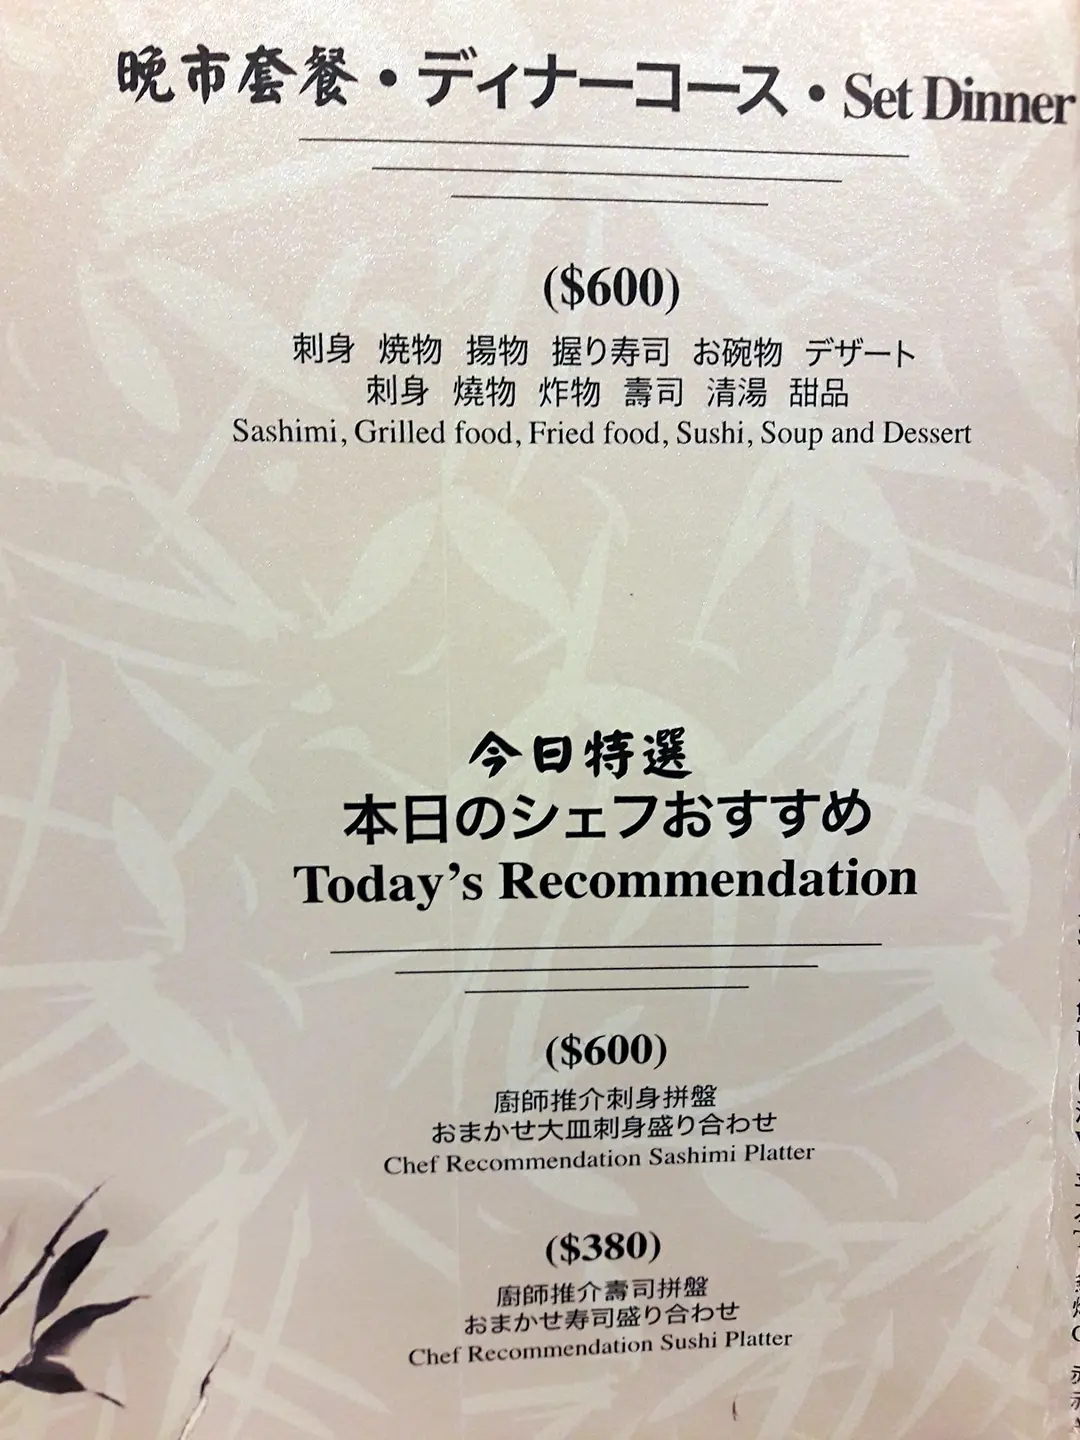 晚市套餐・ディナーコース・Set Dinner
($600)
刺身 焼物 揚物 握り寿司 お碗物 デザート
刺身 燒物 炸物 壽司 清湯 甜品
Sashimi, Grilled food, Fried food, Sushi, Soup and Dessert
今日特選
本日のシェフおすすめ
Today's Recommendation
($600)
廚師推介刺身拼盤
おまかせ大皿刺身盛り合わせ
Chef Recommendation Sashimi Platter
($380)
廚師推介壽司拼盤
おまかせ寿司盛り合わせ
Chef Recommendation Sushi Platter